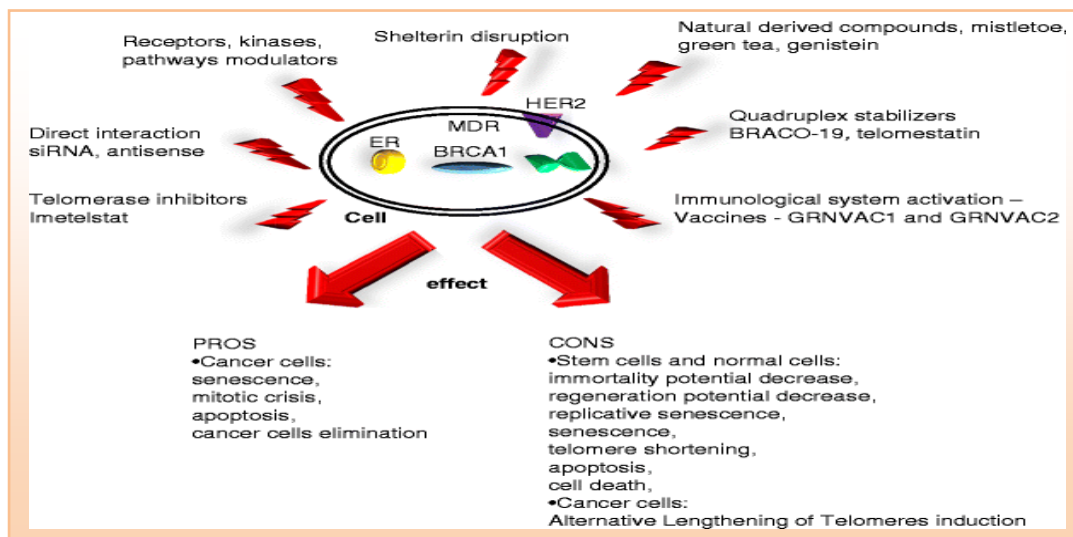 Receptors, kinases,
pathways modulators
Shelterin disruption
Natural derived compounds, mistletoe,
green tea, genistein
Direct interaction
siRNA, antisense
HER2
MDR
ER
BRCA1
Quadruplex stabilizers
BRACO-19, telomestatin
Telomerase inhibitors
Imetelstat
Cell
Immunological system activation –
Vaccines - GRNVAC1 and GRNVAC2
effect
PROS
•Cancer cells:
senescence,
mitotic crisis,
apoptosis,
cancer cells elimination
CONS
•Stem cells and normal cells:
immortality potential decrease,
regeneration potential decrease,
replicative senescence,
senescence,
telomere shortening,
apoptosis,
cell death,
•Cancer cells:
Alternative Lengthening of Telomeres induction